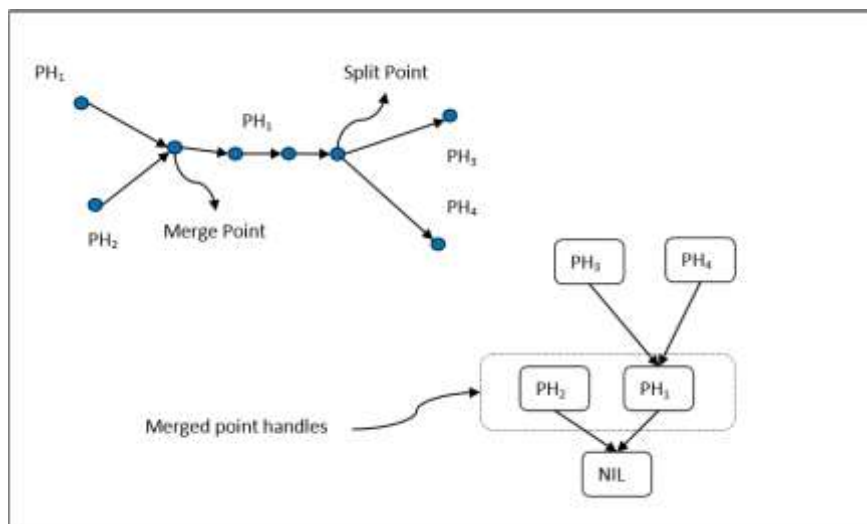 Split Point
PH₁
PH₁
PH₃
PH₄
PH₂
Merge Point
PH₃
PH₄
PH₂
PH₁
Merged point handles
NIL